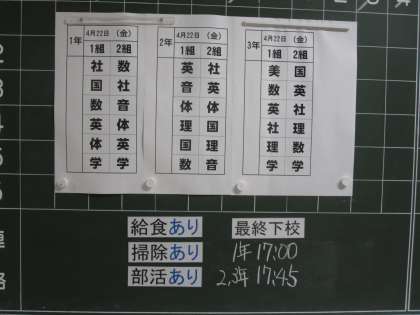 1年 4月22日 (金)
1組 2組
社 数
国 社
数 音
英 体
体 英
学 学
2年 4月22日 (金)
1組 2組
英 社
音 英
体 体
理 国
国 理
数 音
3年 4月22日 (金)
1組 2組
美 国
数 英
英 社
社 理
理 数
学 学
給食あり 最終下校
掃除あり 1年 17:00
部活あり 2,3年 17:45